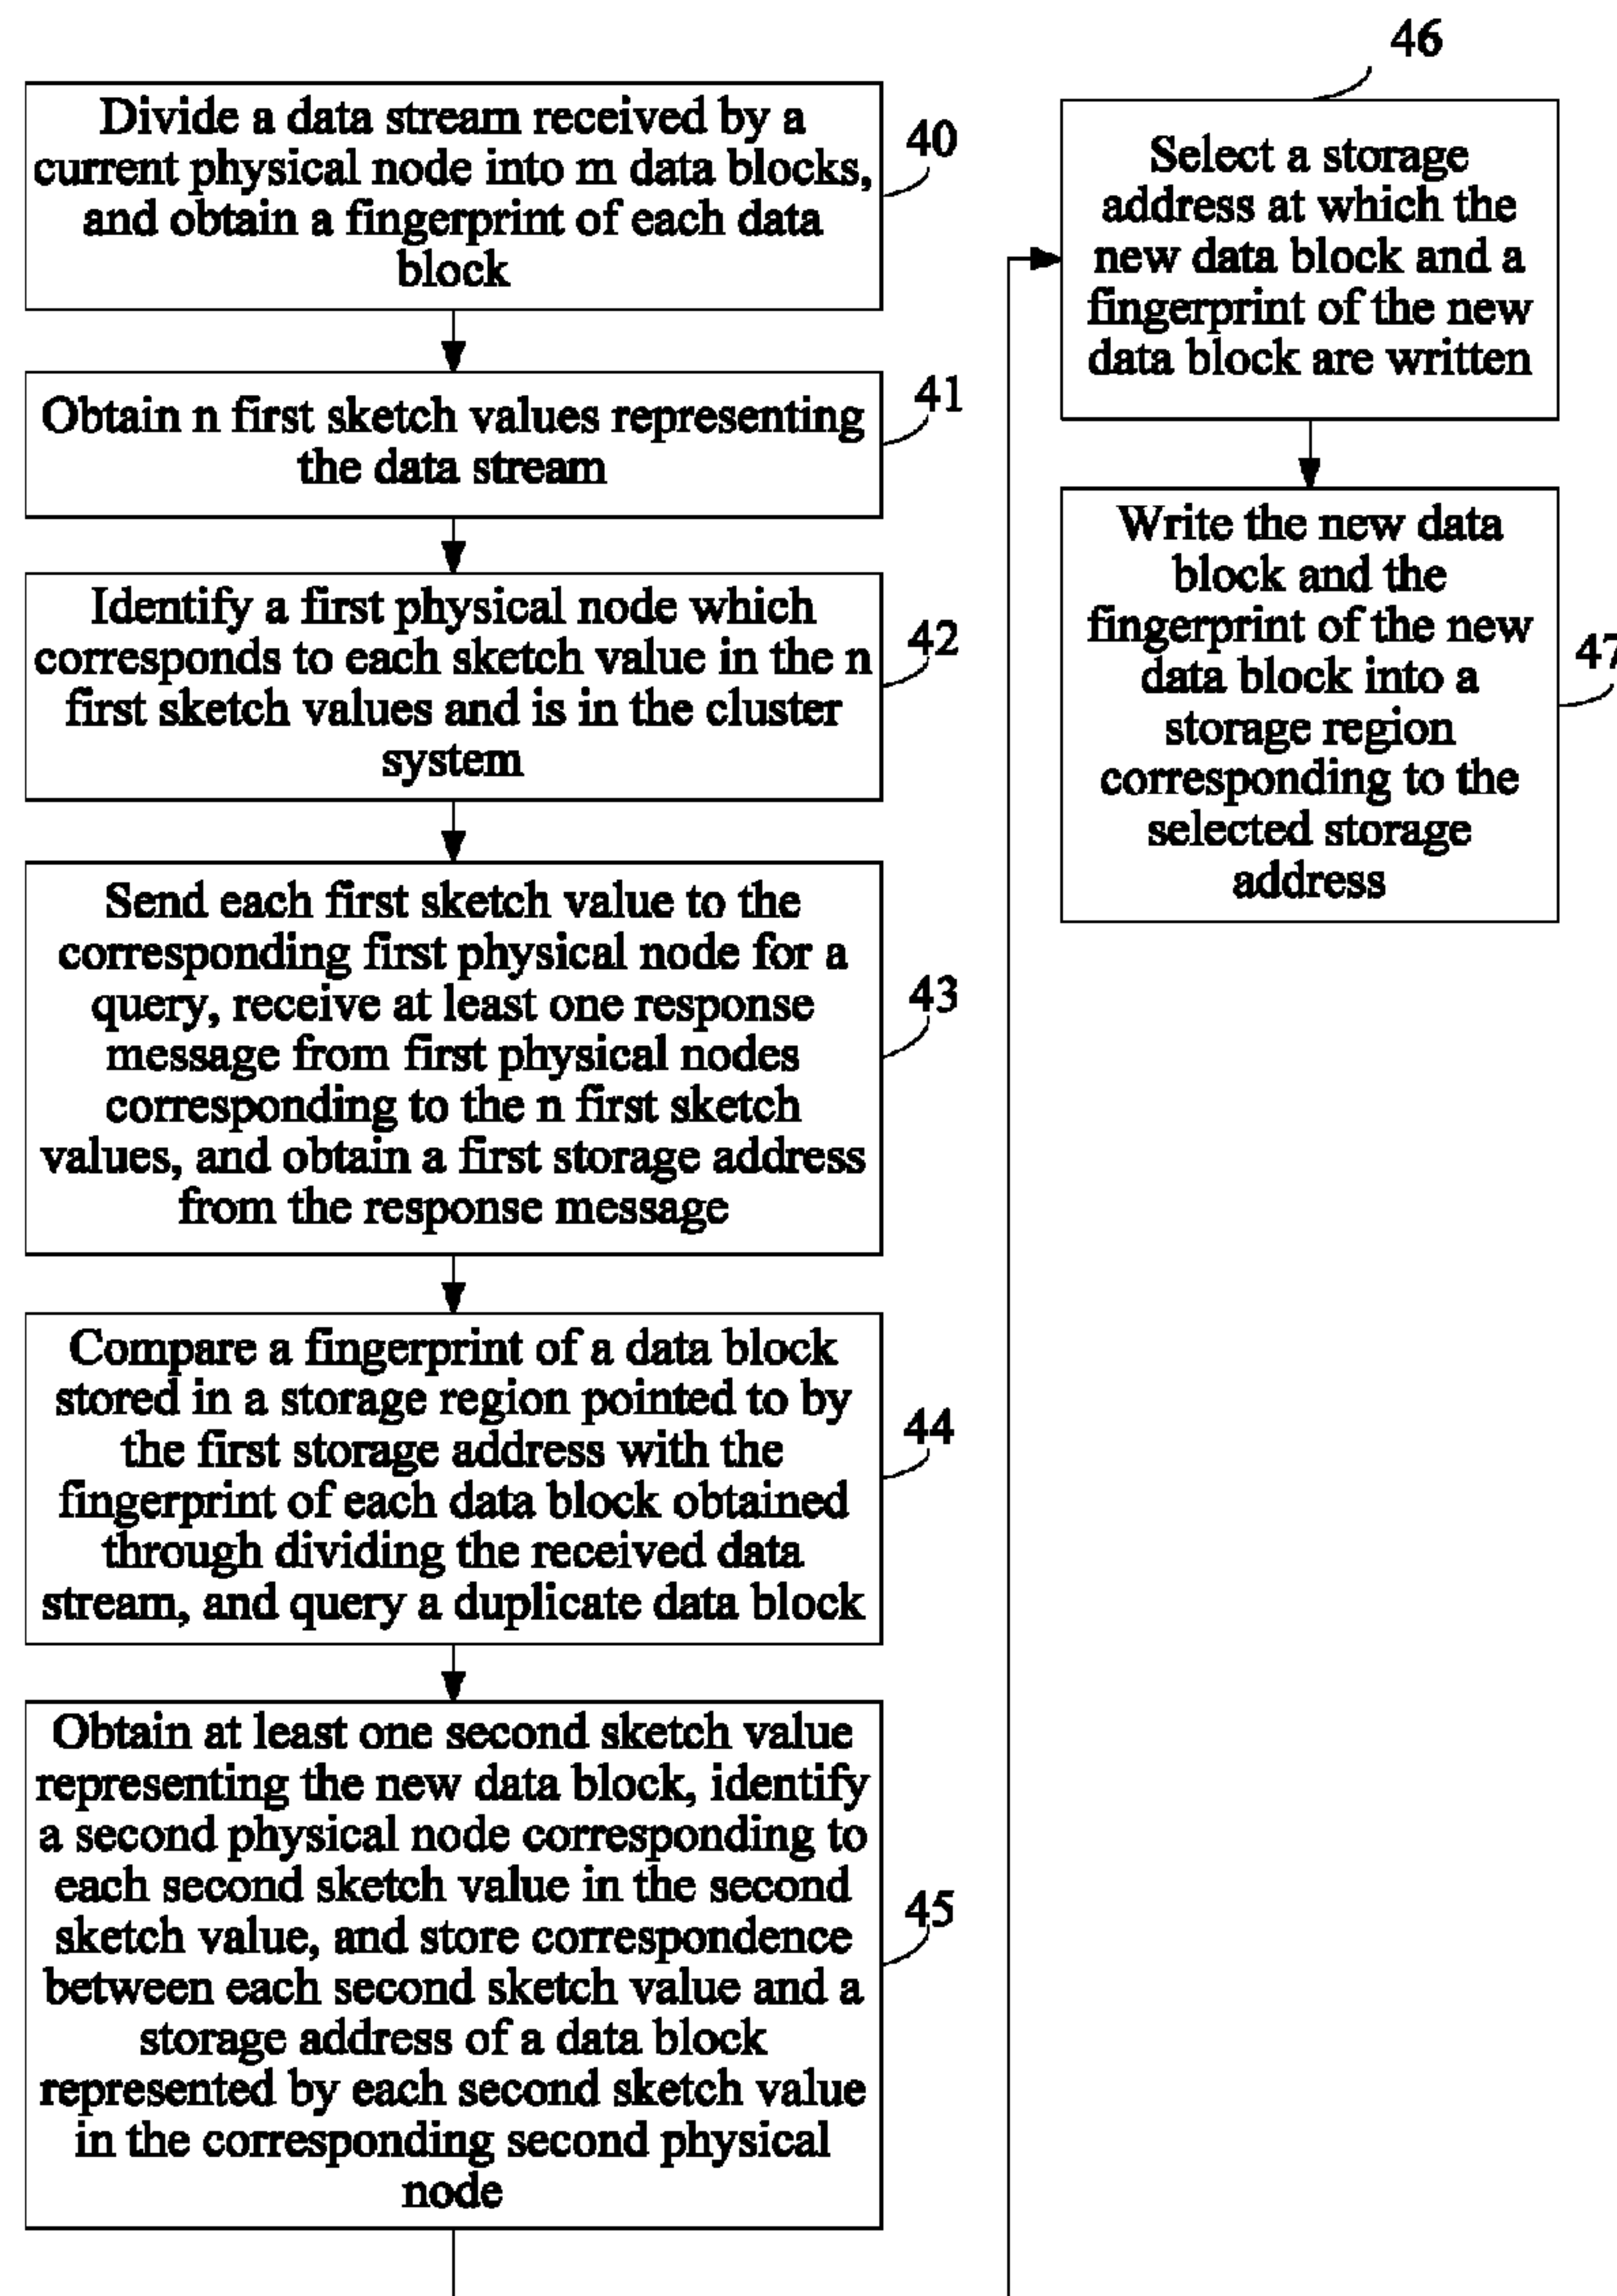 Divide a data stream received by a
current physical node into m data blocks,
and obtain a fingerprint of each data
block
40
Obtain n first sketch values representing
the data stream
41
Identify a first physical node which
corresponds to each sketch value in the n
first sketch values and is in the cluster
system
42
Send each first sketch value to the
corresponding first physical node for a
query, receive at least one response
message from first physical nodes
corresponding to the n first sketch
values, and obtain a first storage address
from the response message
43
Compare a fingerprint of a data block
stored in a storage region pointed to by
the first storage address with the
fingerprint of each data block obtained
through dividing the received data
stream, and query a duplicate data block
44
Obtain at least one second sketch value
representing the new data block, identify
a second physical node corresponding to
each second sketch value in the second
sketch value, and store correspondence
between each second sketch value and a
storage address of a data block
represented by each second sketch value
in the corresponding second physical
node
45
46
Select a storage
address at which the
new data block and a
fingerprint of the new
data block are written
Write the new data
block and the
fingerprint of the new
data block into a
storage region
corresponding to the
selected storage
address
47